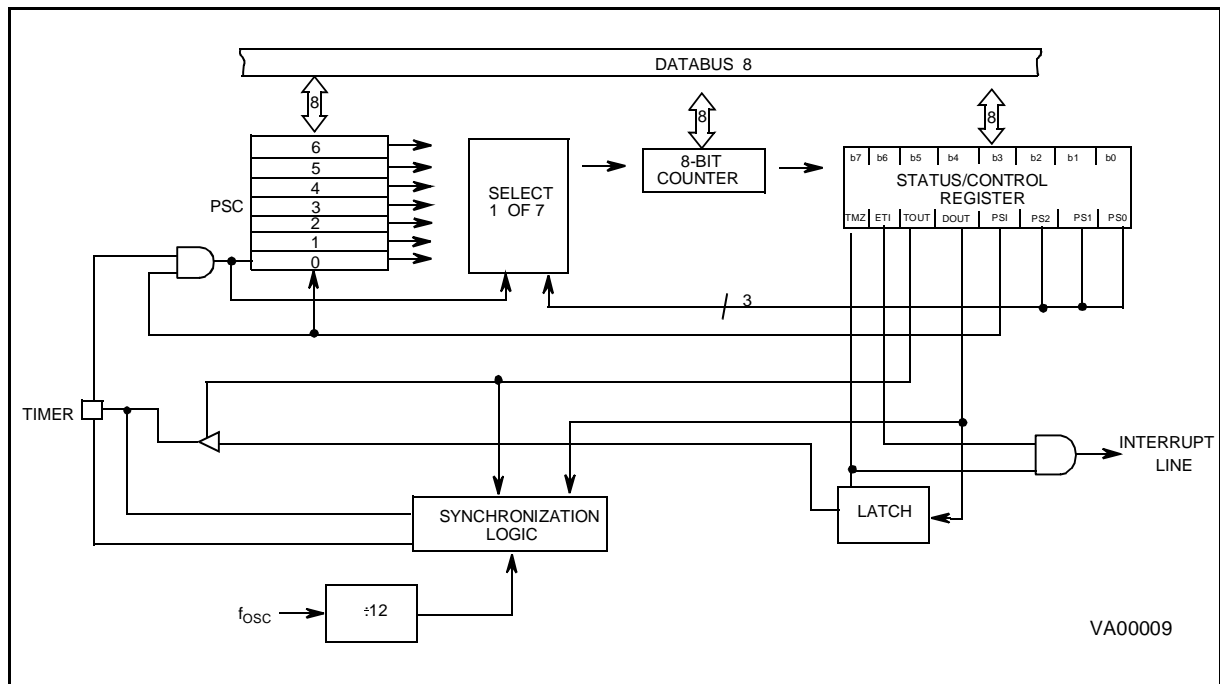 DATABUS 8
8
8
8
6
5
4
3
2
1
0
PSC
SELECT
1 OF 7
8-BIT
COUNTER
b7 b6 b5 b4 b3 b2 b1 b0
STATUS/CONTROL
REGISTER
TMZ ETI TOUT DOUT PSI PS2 PS1 PS0
3
TIMER
SYNCHRONIZATION
LOGIC
LATCH
INTERRUPT
LINE
fOSC
÷12
VA00009